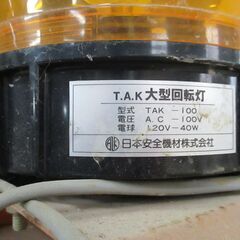 T.A.K 大型回転灯
型式 TAK-100
電圧 A.C-100V
電球 120V-40W
日本安全機材株式会社